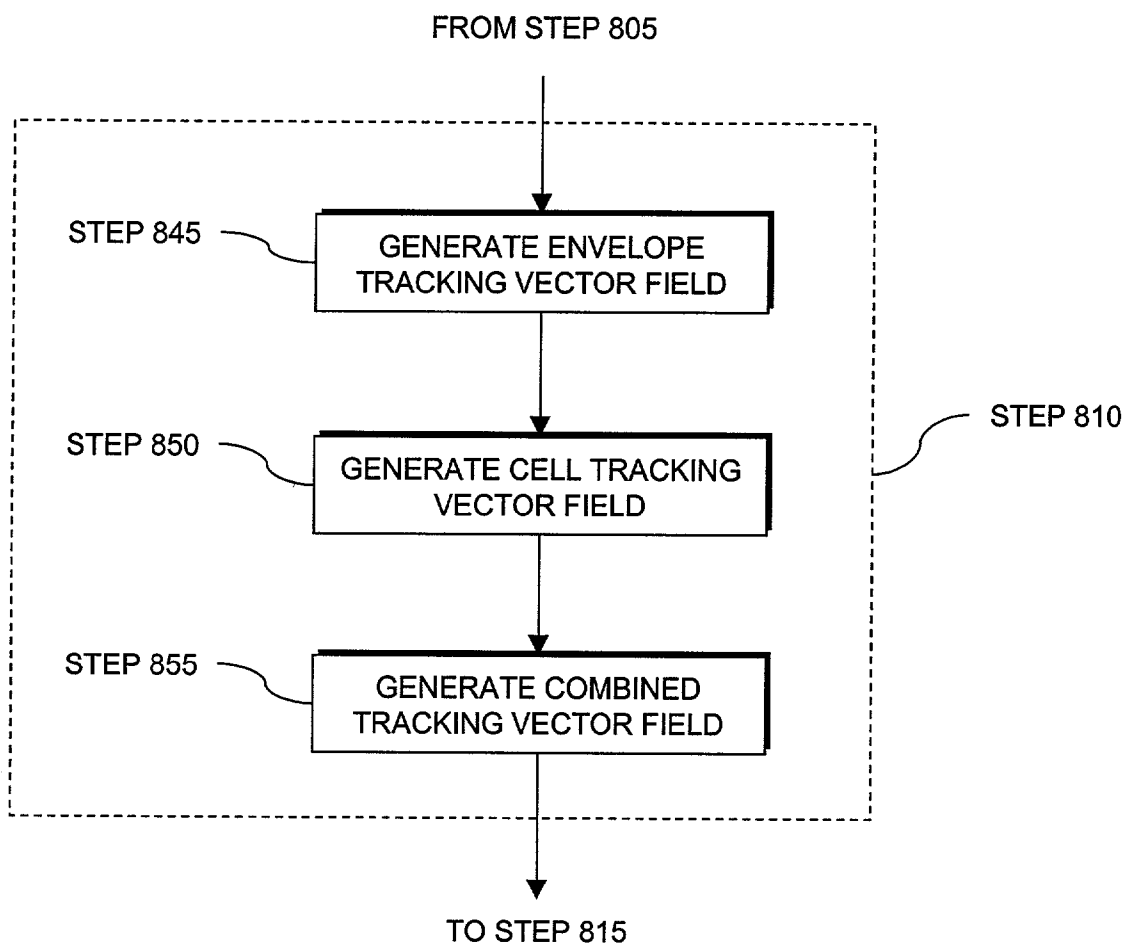 FROM STEP 805
STEP 845
GENERATE ENVELOPE
TRACKING VECTOR FIELD
STEP 810
STEP 850
GENERATE CELL TRACKING
VECTOR FIELD
STEP 855
GENERATE COMBINED
TRACKING VECTOR FIELD
TO STEP 815